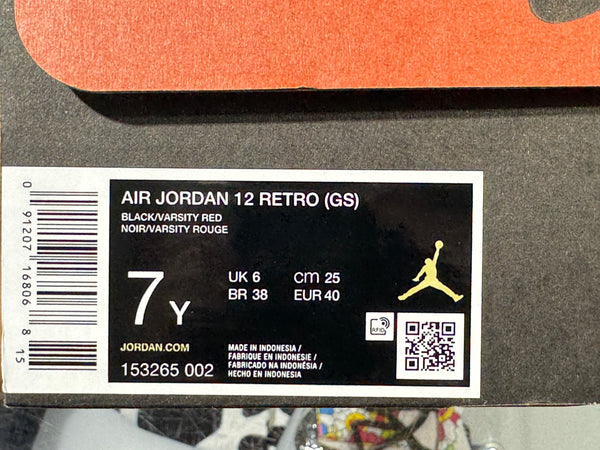 AIR JORDAN 12 RETRO (GS)
BLACK/VARSITY RED
NOIR/VARSITY ROUGE
7 Y
UK 6 cm 25
BR 38 EUR 40
RFID
JORDAN.COM
153265 002
MADE IN INDONESIA /
FABRIQUE EN INDONESIE /
FABRICADO NA INDONÉSIA /
HECHO EN INDONESIA
0 91207 16806 8 15